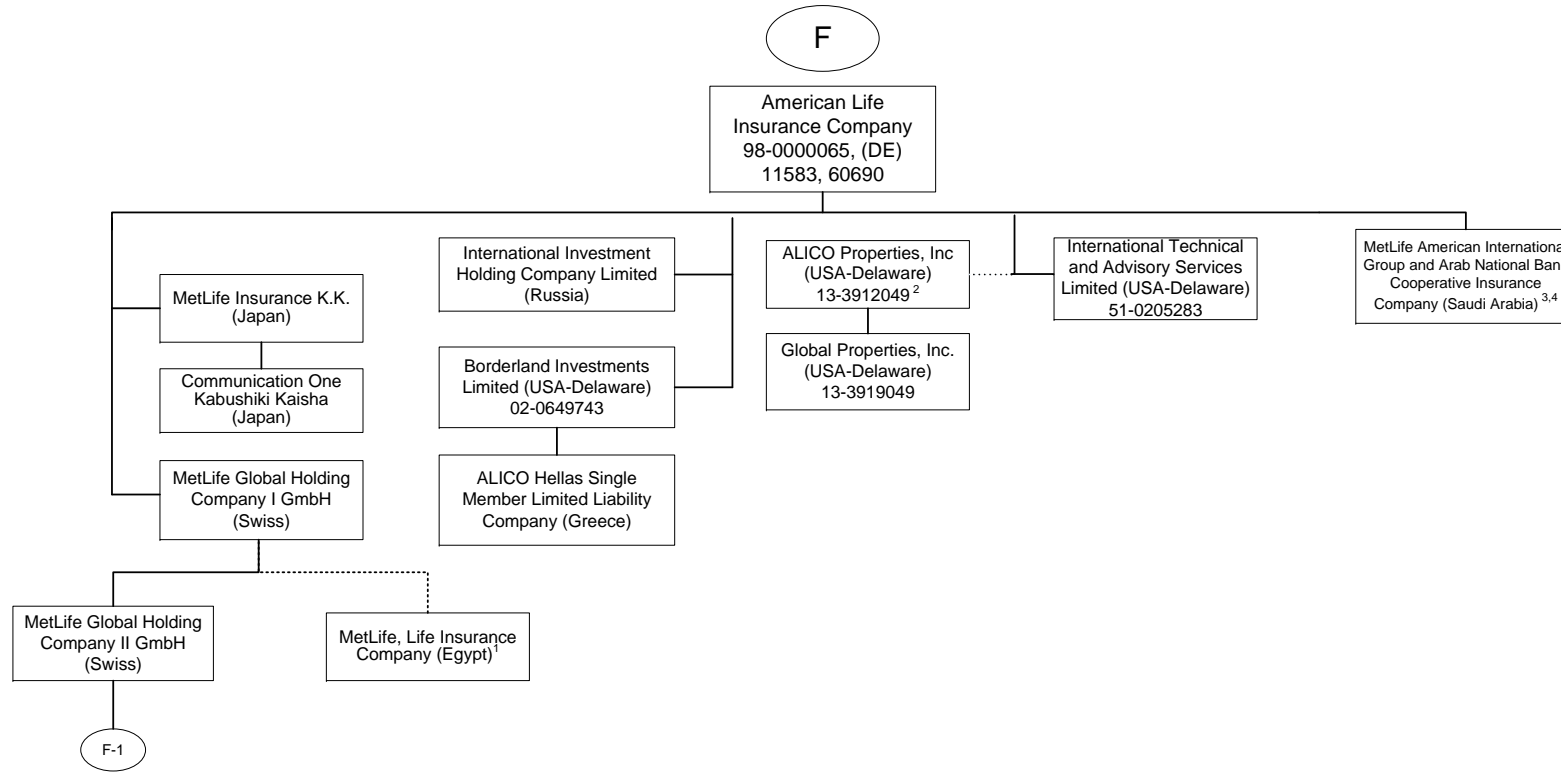 F
American Life
Insurance Company
98-0000065, (DE)
11583, 60690
MetLife Insurance K.K.
(Japan)
Communication One
Kabushiki Kaisha
(Japan)
MetLife Global Holding
Company I GmbH
(Swiss)
MetLife Global Holding
Company II GmbH
(Swiss)
F-1
MetLife, Life Insurance
Company (Egypt)1
International Investment
Holding Company Limited
(Russia)
Borderland Investments
Limited (USA-Delaware)
02-0649743
ALICO Hellas Single
Member Limited Liability
Company (Greece)
ALICO Properties, Inc
(USA-Delaware)
13-3912049 2
Global Properties, Inc.
(USA-Delaware)
13-3919049
International Technical
and Advisory Services
Limited (USA-Delaware)
51-0205283
MetLife American Internationa
Group and Arab National Ban
Cooperative Insurance
Company (Saudi Arabia) 3,4